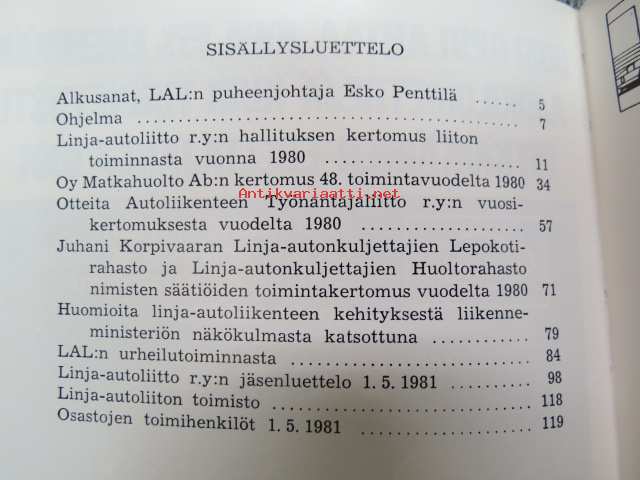 SISÄLLYSLUETTELO
Alkusanat, LAL:n puheenjohtaja Esko Penttilä ...... 5
Ohjelma ................................................ 7
Linja-autoliitto r.y:n hallituksen kertomus liiton
toiminnasta vuonna 1980 ........................ 11
Oy Matkahuolto Ab:n kertomus 48. toimintavuodelta 1980 34
Antikvariaatti.net
Otteita Autoliikenteen Työnantajaliitto r.y:n vuosi-
kertomuksesta vuodelta 1980 .................... 57
Juhani Korpivaaran Linja-autonkuljettajien Lepokoti-
rahasto ja Linja-autonkuljettajien Huoltorahasto
nimisten säätiöiden toimintakertomus vuodelta 1980 71
Huomioita linja-autoliikenteen kehityksestä liikenne-
ministeriön näkökulmasta katsottuna ............ 79
LAL:n urheilutoiminnasta .............................. 84
Linja-autoliitto r.y:n jäsenluettelo 1.5.1981 .......... 98
Linja-autoliiton toimisto .............................. 118
Osastojen toimihenkilöt 1.5.1981 ...................... 119